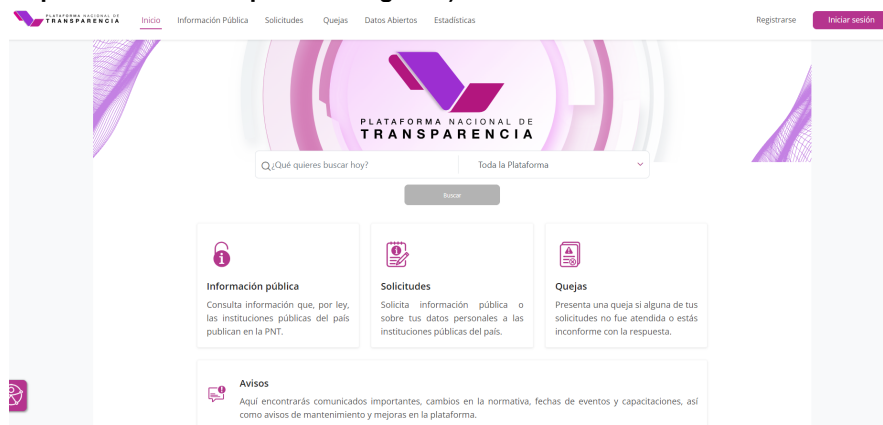 PLATAFORMA NACIONAL DE
TRANSPARENCIA
Inicio Información Pública Solicitudes Quejas Datos Abiertos Estadísticas Registrarse Iniciar sesión
PLATAFORMA NACIONAL DE
TRANSPARENCIA
¿Qué quieres buscar hoy? Toda la Plataforma
Buscar
Información pública
Consulta información que, por ley,
las instituciones públicas del país
publican en la PNT.
Solicitudes
Solicita información pública o
sobre tus datos personales a las
instituciones públicas del país.
Quejas
Presenta una queja si alguna de tus
solicitudes no fue atendida o estás
inconforme con la respuesta.
Avisos
Aquí encontrarás comunicados importantes, cambios en la normativa, fechas de eventos y capacitaciones, así
como avisos de mantenimiento y mejoras en la plataforma.